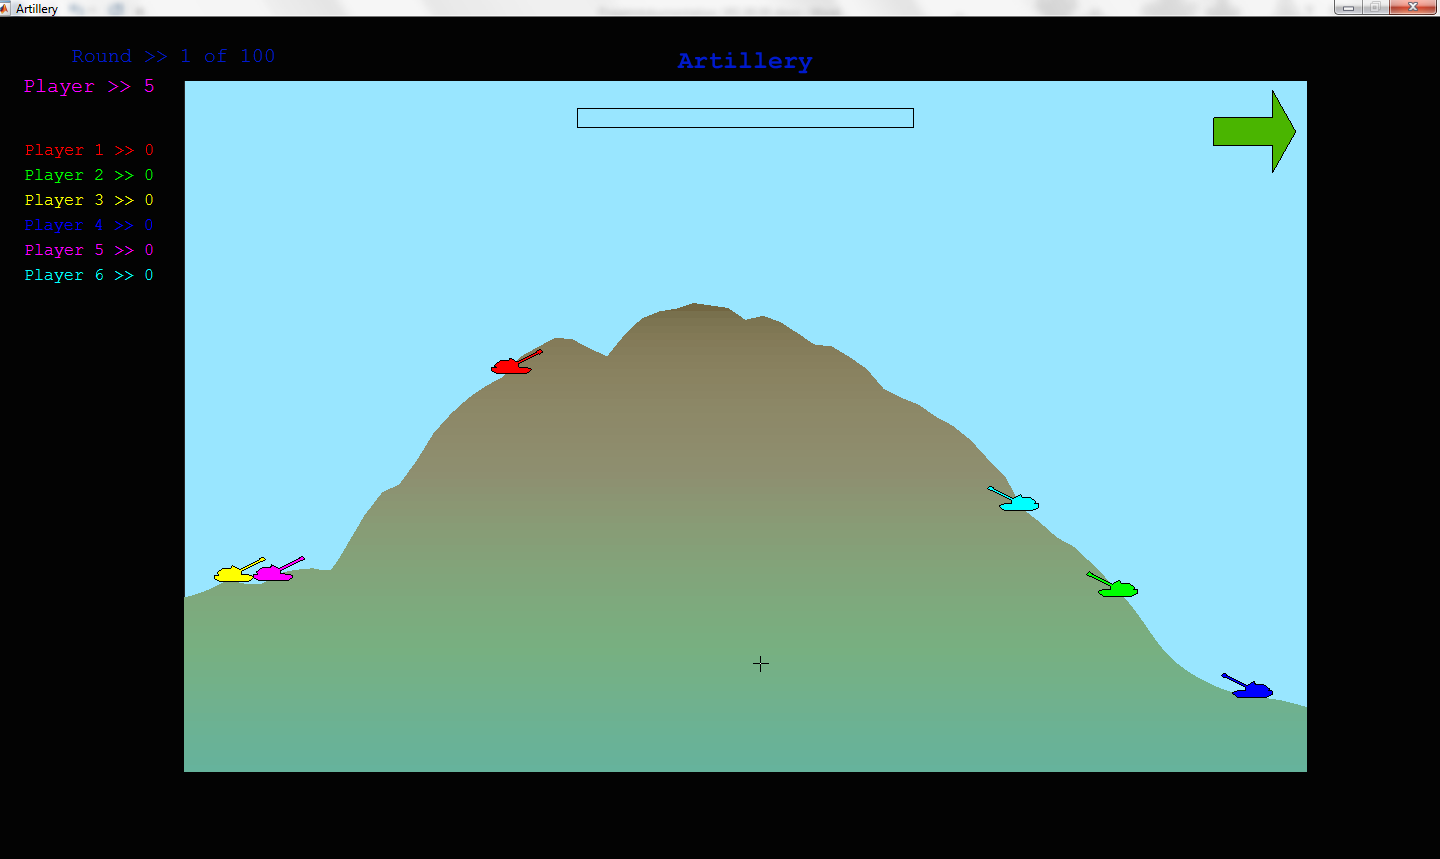 Artillery
Round >> 1 of 100
Artillery
Player >> 5
Player 1 >> 0
Player 2 >> 0
Player 3 >> 0
Player 4 >> 0
Player 5 >> 0
Player 6 >> 0